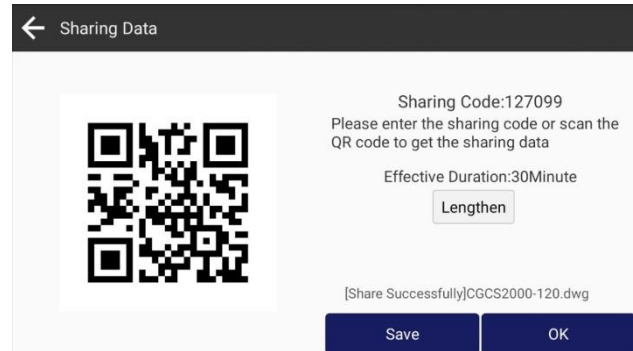 Sharing Data
Sharing Code:127099
Please enter the sharing code or scan the
QR code to get the sharing data
Effective Duration:30Minute
Lengthen
[Share Successfully]CGCS2000-120.dwg
Save
OK